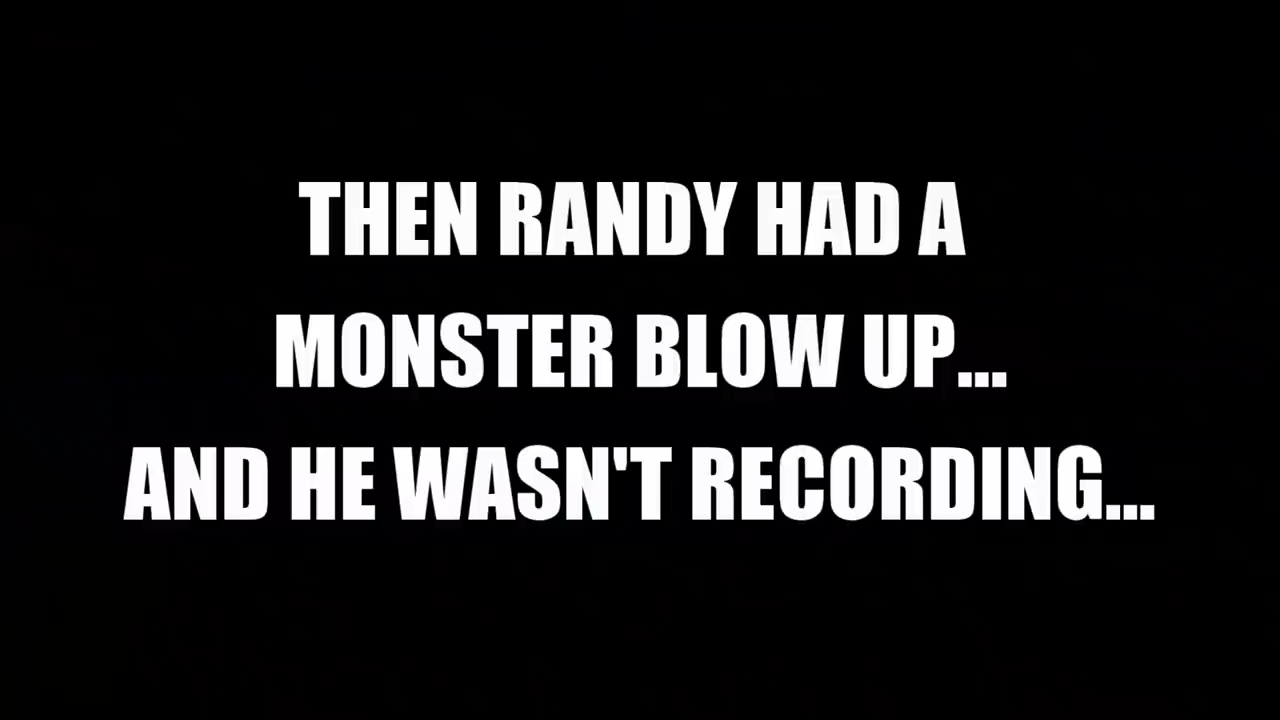 THEN RANDY HAD A
MONSTER BLOW UP...
AND HE WASN'T RECORDING...